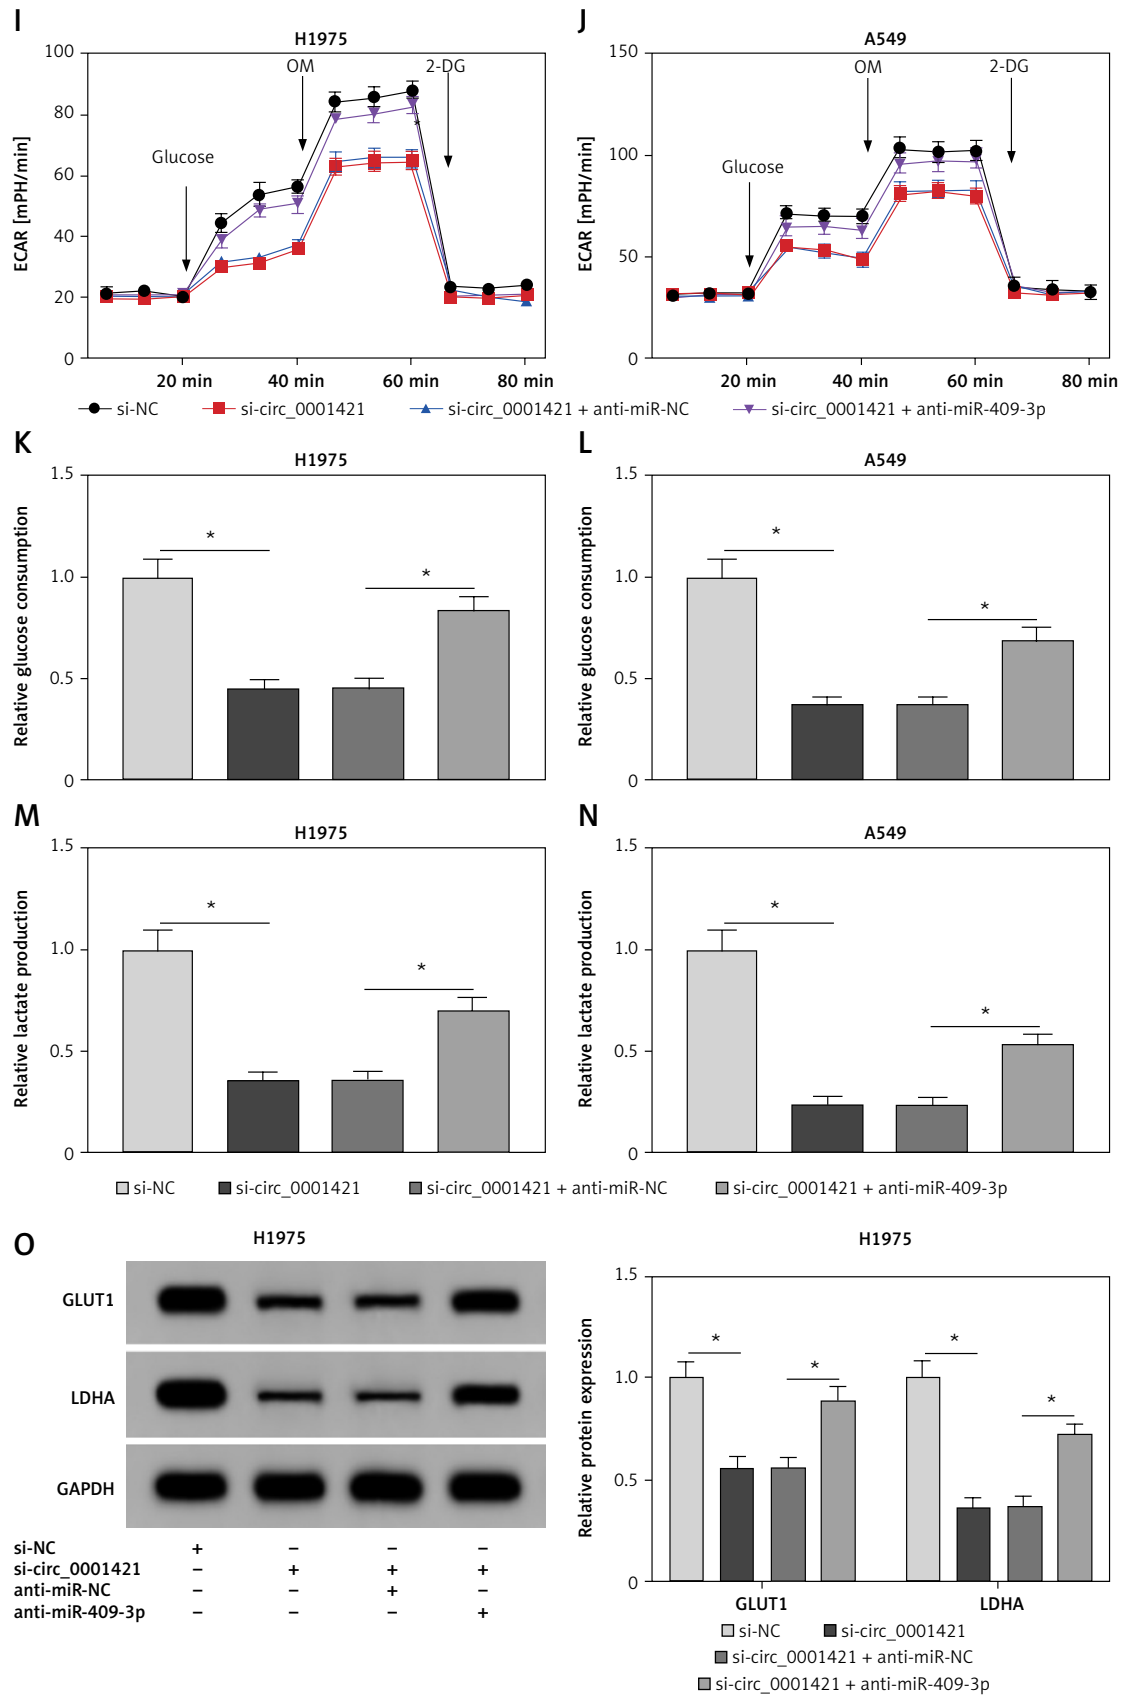 I
H1975
ECAR [mPH/min]
100
80
60
40
20
0
Glucose
OM
2-DG
*
20 min 40 min 60 min 80 min
J
A549
ECAR [mPH/min]
150
100
50
0
Glucose
OM
2-DG
20 min 40 min 60 min 80 min
si-NC si-circ_0001421 si-circ_0001421 + anti-miR-NC si-circ_0001421 + anti-miR-409-3p
K
H1975
Relative glucose consumption
1.5
1.0
0.5
0
*
*
L
A549
Relative glucose consumption
1.5
1.0
0.5
0
*
*
M
H1975
Relative lactate production
1.5
1.0
0.5
0
*
*
N
A549
Relative lactate production
1.5
1.0
0.5
0
*
*
si-NC si-circ_0001421 si-circ_0001421 + anti-miR-NC si-circ_0001421 + anti-miR-409-3p
O
H1975
GLUT1
LDHA
GAPDH
si-NC + – – –
si-circ_0001421 – + + +
anti-miR-NC – – + –
anti-miR-409-3p – – – +
H1975
Relative protein expression
1.5
1.0
0.5
0
*
*
*
*
GLUT1 LDHA
si-NC si-circ_0001421
si-circ_0001421 + anti-miR-NC
si-circ_0001421 + anti-miR-409-3p